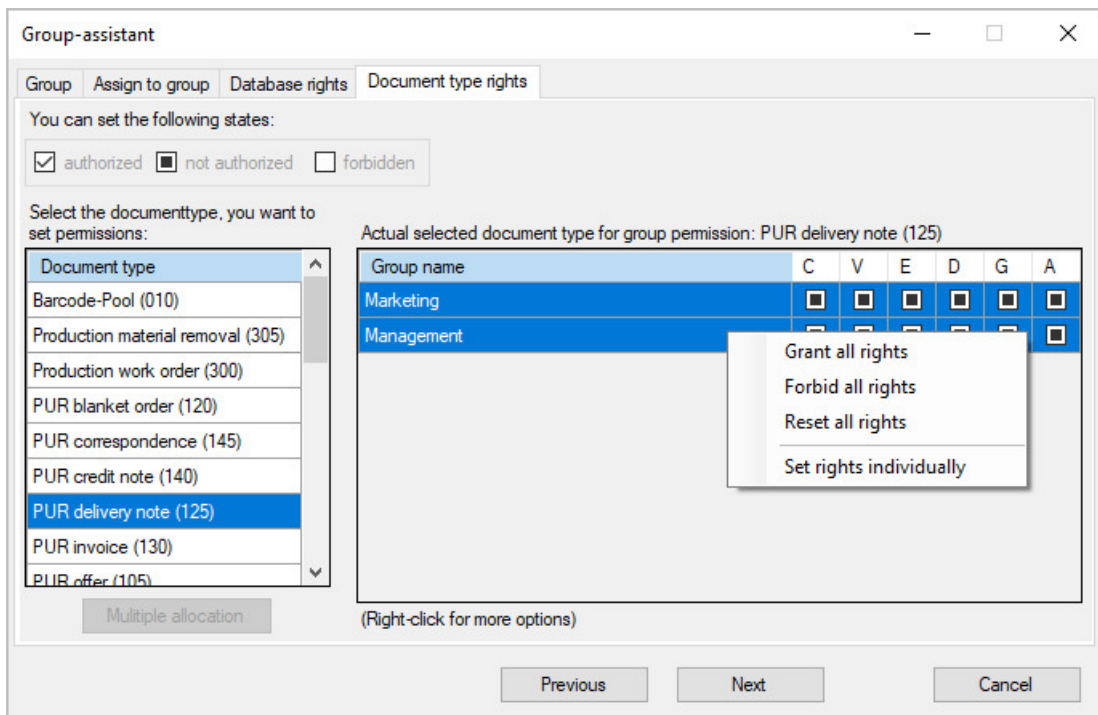 Group-assistant
Group Assign to group Database rights Document type rights
You can set the following states:
authorized not authorized forbidden
Select the documenttype, you want to
set permissions:
Actual selected document type for group permission: PUR delivery note (125)
Document type
Group name C V E D G A
Barcode-Pool (010)
Marketing
Production material removal (305)
Management
Production work order (300)
Grant all rights
PUR blanket order (120)
Forbid all rights
PUR correspondence (145)
Reset all rights
PUR credit note (140)
Set rights individually
PUR delivery note (125)
PUR invoice (130)
PUR offer (105)
Mulitiple allocation
(Right-click for more options)
Previous Next Cancel